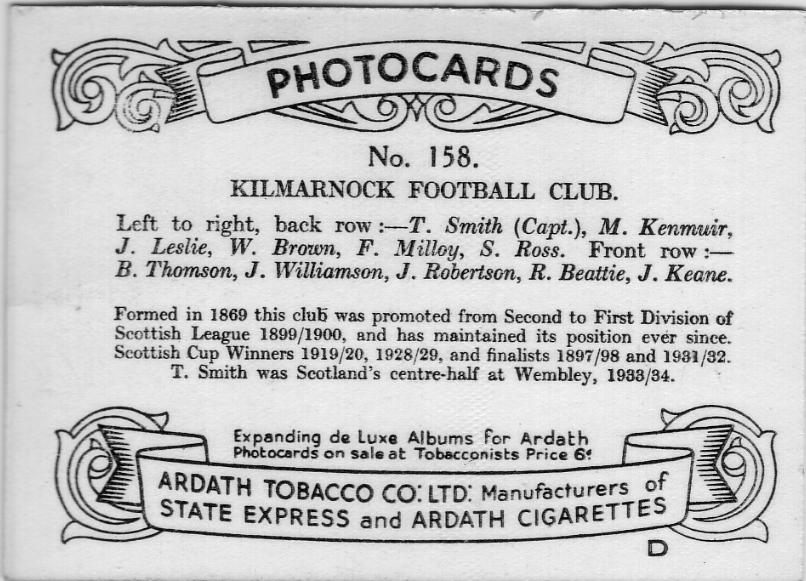 PHOTOCARDS
No. 158.
KILMARNOCK FOOTBALL CLUB.
Left to right, back row :—T. Smith (Capt.), M. Kenmuir,
J. Leslie, W. Brown, F. Milloy, S. Ross. Front row :—
B. Thomson, J. Williamson, J. Robertson, R. Beattie, J. Keane.
Formed in 1869 this club was promoted from Second to First Division of
Scottish League 1899/1900, and has maintained its position ever since.
Scottish Cup Winners 1919/20, 1928/29, and finalists 1897/98 and 1931/32.
T. Smith was Scotland's centre-half at Wembley, 1933/34.
Expanding de Luxe Albums for Ardath
Photocards on sale at Tobacconists Price 6d
ARDATH TOBACCO CO: LTD: Manufacturers of
STATE EXPRESS and ARDATH CIGARETTES
D